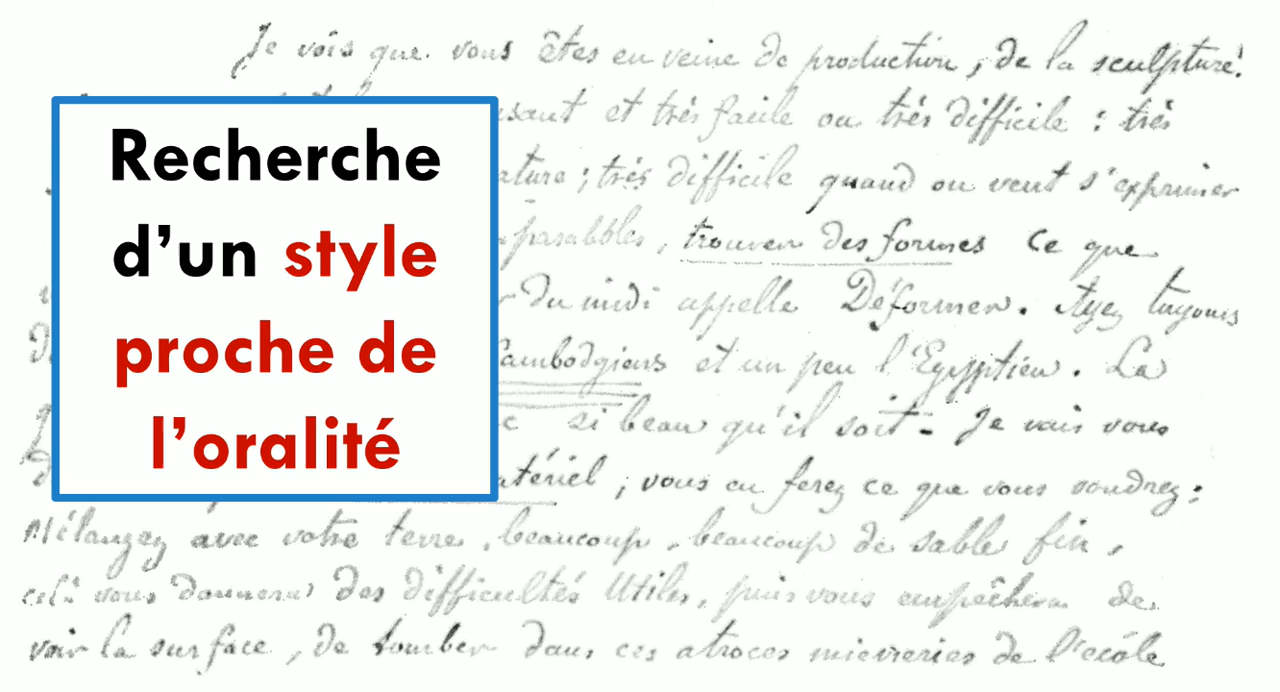 Je vois que vous êtes en veine de production, de la sculpture.
Recherche
d'un style
proche de
l'oralité
et très facile ou très difficile : très
ature ; très difficile quand on veut s'exprimer
trouver des formes ce que
du midi appelle Déformer. Ayez toujours
Cambodgiens et un peu l'Egyptien. La
si beau qu'il soit - Je vais vous
atériel, vous en ferez ce que vous voudrez :
Mélangez avec votre terre, beaucoup, beaucoup de sable fin,
celà vous donnera des difficultés Utiles, puis vous empêchera de
voir la surface, de tomber dans ces atroces mievreries de l'école